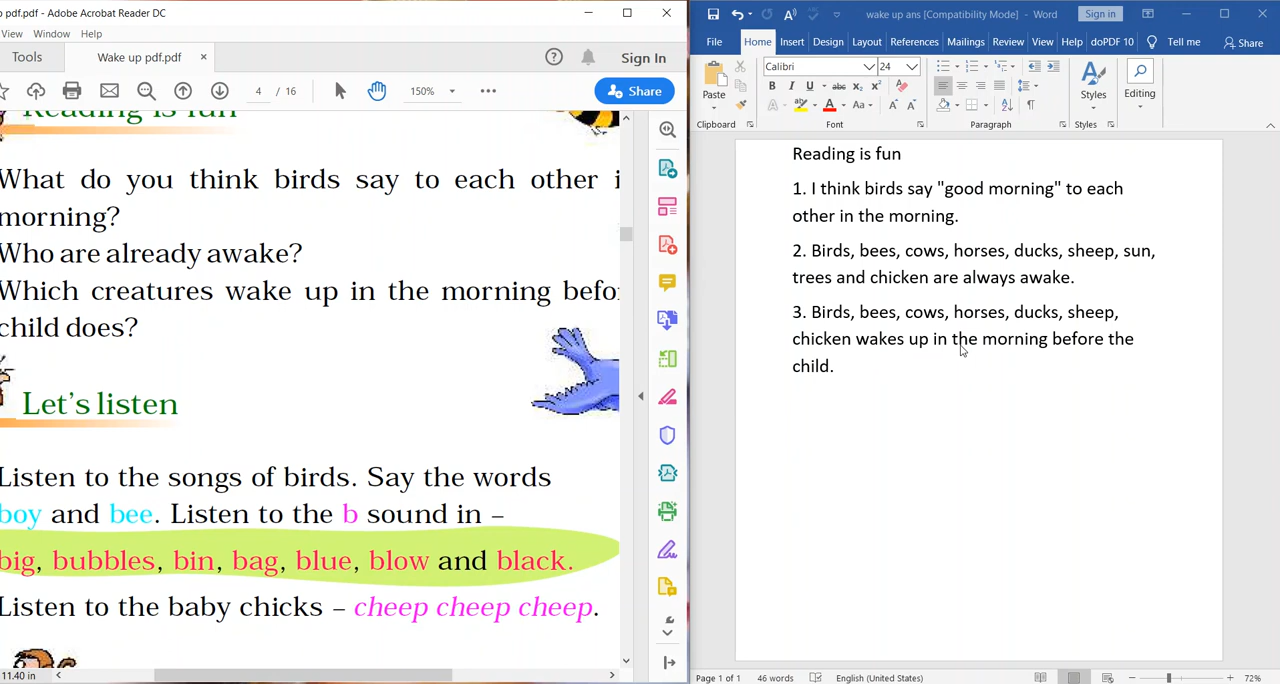 p pdf.pdf - Adobe Acrobat Reader DC
View Window Help
Tools
Wake up pdf.pdf ×
Sign In
4 / 16
150%
Share
Reading is fun
What do you think birds say to each other i
morning?
Who are already awake?
Which creatures wake up in the morning befo
child does?
Let's listen
Listen to the songs of birds. Say the words
boy and bee. Listen to the b sound in –
big, bubbles, bin, bag, blue, blow and black.
Listen to the baby chicks – cheep cheep cheep.
11.40 in
wake up ans [Compatibility Mode] - Word
Sign in
File Home Insert Design Layout References Mailings Review View Help doPDF 10 Tell me Share
Paste
Calibri 24
B I U abc x₂ x²
A Aa A A
Styles
Editing
Clipboard Font Paragraph Styles
Reading is fun
1. I think birds say "good morning" to each
other in the morning.
2. Birds, bees, cows, horses, ducks, sheep, sun,
trees and chicken are always awake.
3. Birds, bees, cows, horses, ducks, sheep,
chicken wakes up in the morning before the
child.
Page 1 of 1 46 words English (United States) 72%